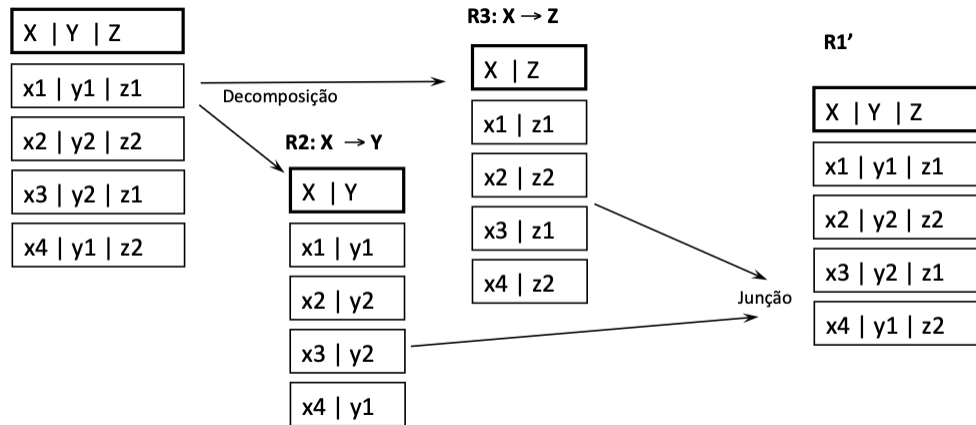 X | Y | Z
x1 | y1 | z1
x2 | y2 | z2
x3 | y2 | z1
x4 | y1 | z2
Decomposição
R2: X → Y
X | Y
x1 | y1
x2 | y2
x3 | y2
x4 | y1
R3: X → Z
X | Z
x1 | z1
x2 | z2
x3 | z1
x4 | z2
Junção
R1’
X | Y | Z
x1 | y1 | z1
x2 | y2 | z2
x3 | y2 | z1
x4 | y1 | z2